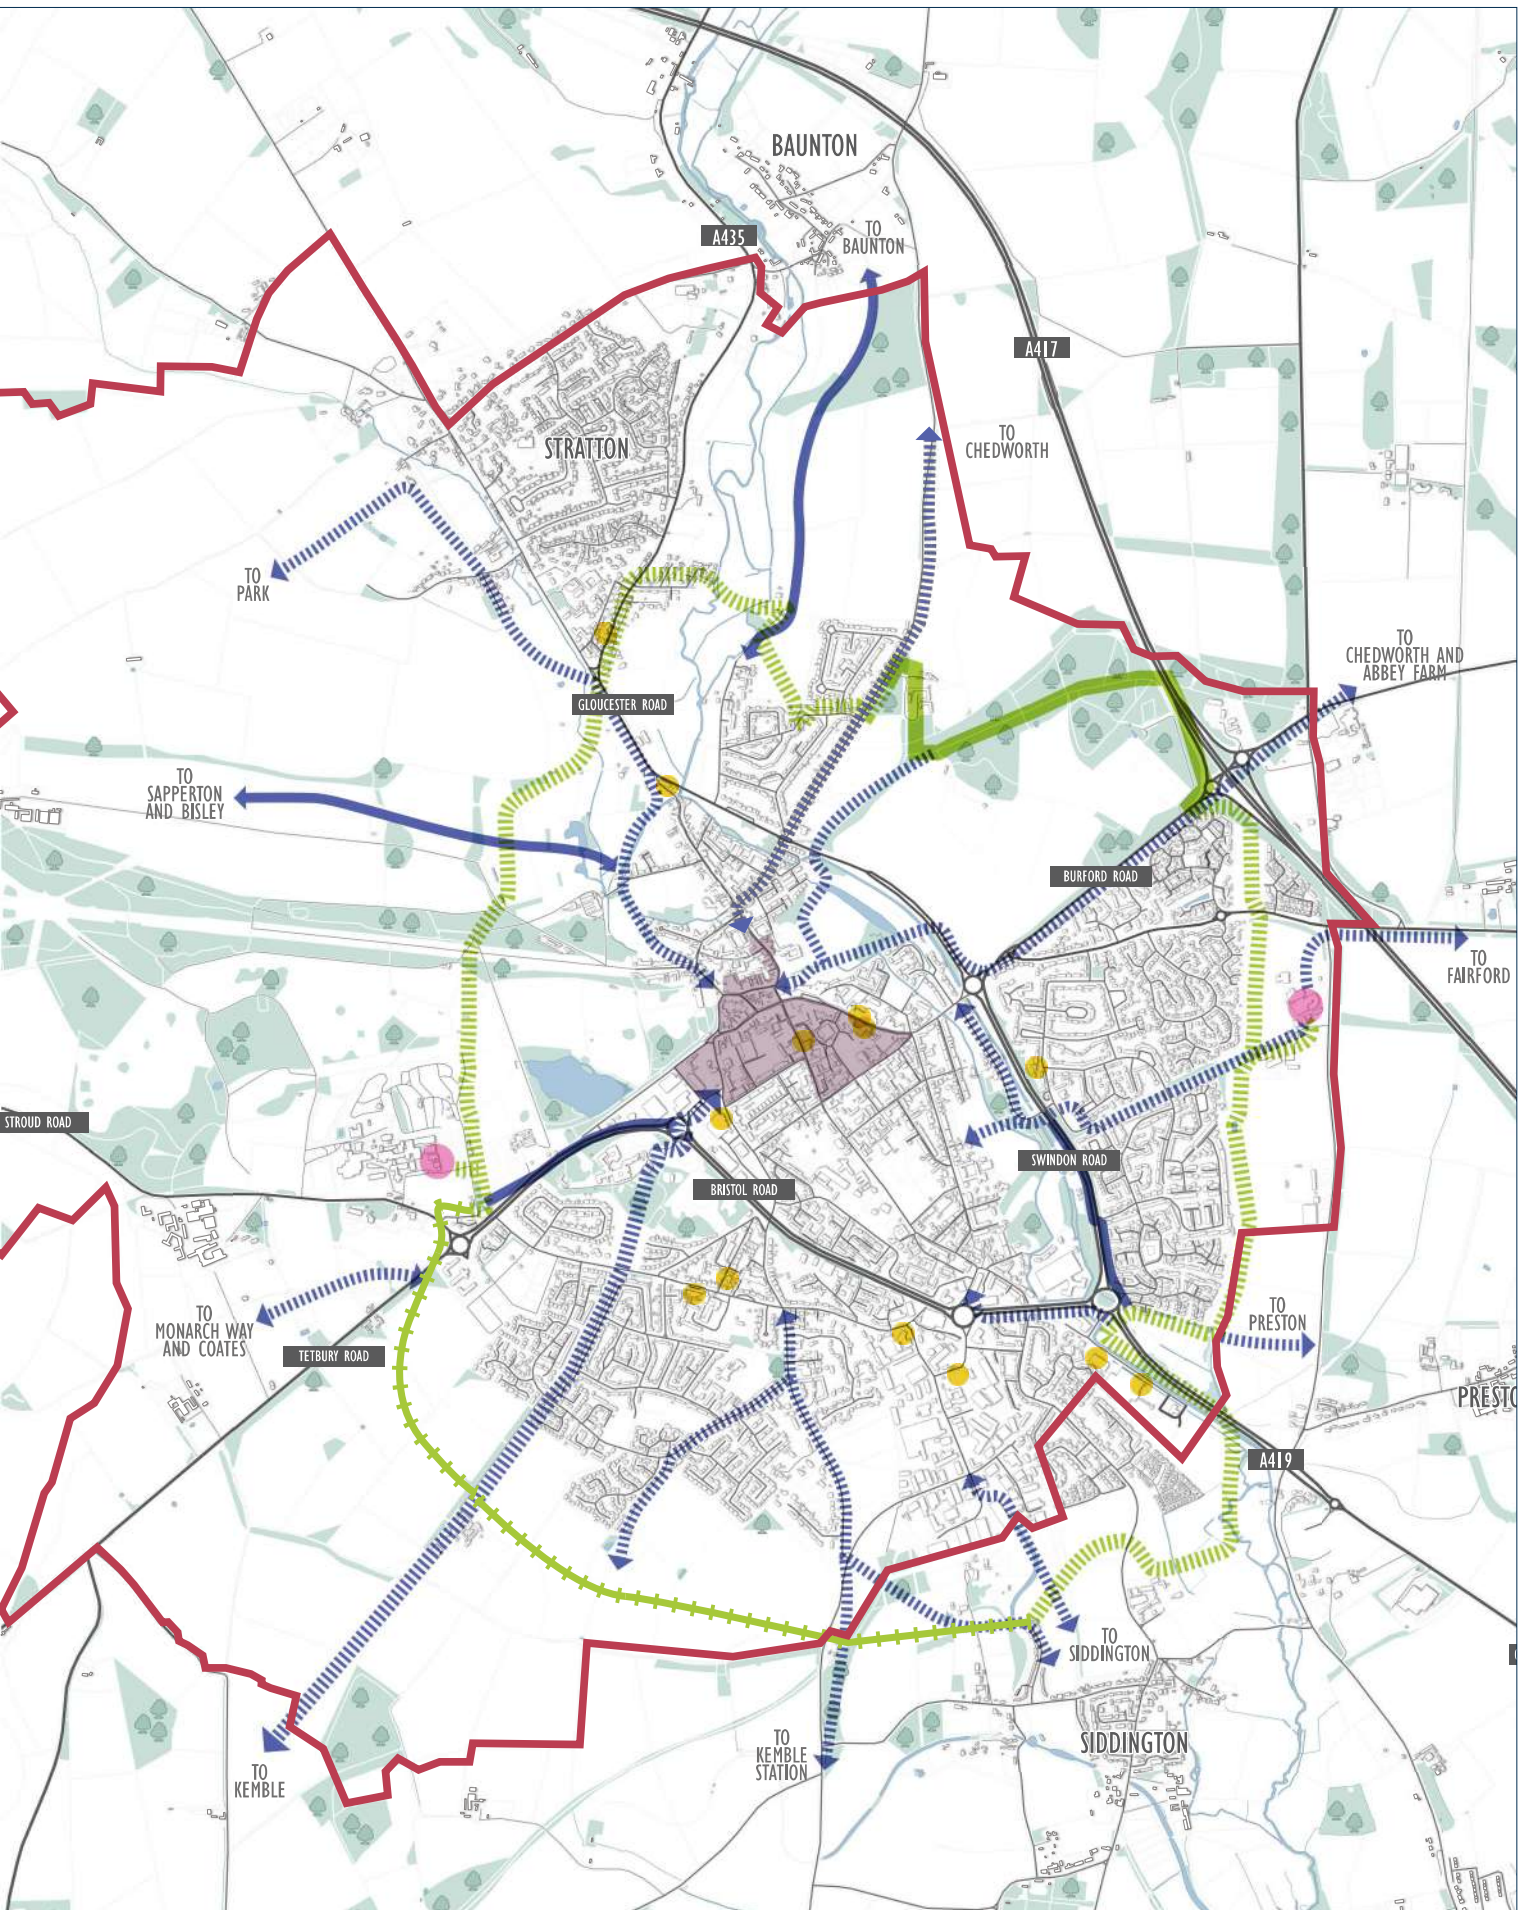 BAUNTON
A435
TO
BAUNTON
A417
TO
CHEDWORTH
STRATTON
TO
PARK
TO
CHEDWORTH AND
ABBEY FARM
GLOUCESTER ROAD
TO
SAPPERTON
AND BISLEY
BURFORD ROAD
TO
FAIRFORD
STROUD ROAD
SWINDON ROAD
BRISTOL ROAD
TO
MONARCH WAY
AND COATES
TO
PRESTON
TETBURY ROAD
PRESTO
A419
TO
SIDDINGTON
SIDDINGTON
TO
KEMBLE
STATION
TO
KEMBLE